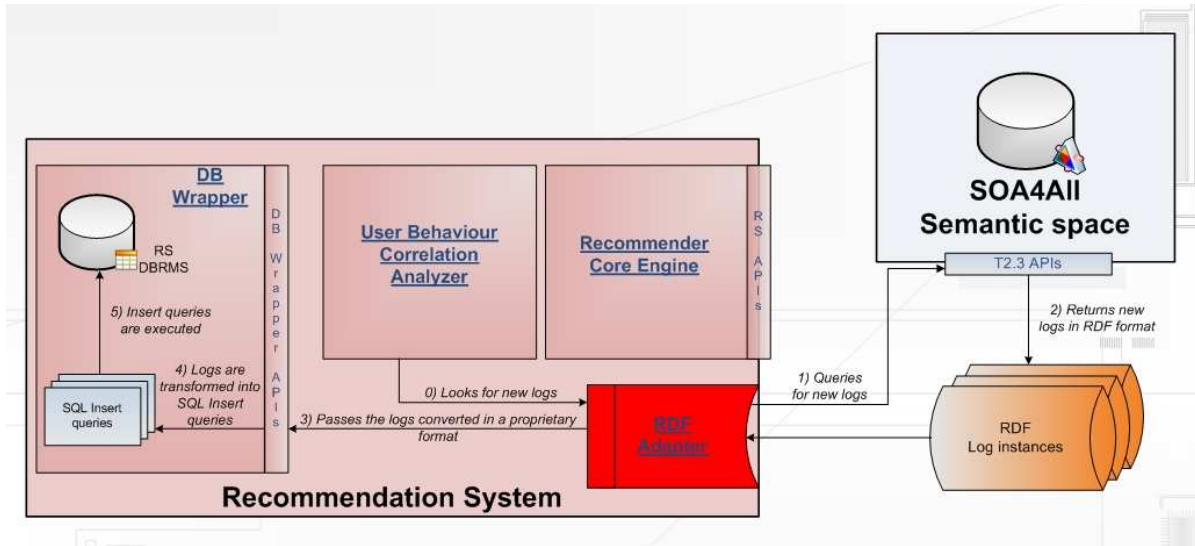 SOA4All
Semantic space
T2.3 APIs
DB
Wrapper
RS
DBRMS
DB Wrapper APIs
User Behaviour
Correlation
Analyzer
Recommender
Core Engine
RS APIs
5) Insert queries
are executed
4) Logs are
transformed into
SQL Insert
queries
SQL Insert
queries
0) Looks for new logs
3) Passes the logs converted in a proprietary
format
RDF
Adapter
1) Queries
for new logs
2) Returns new
logs in RDF format
RDF
Log instances
Recommendation System